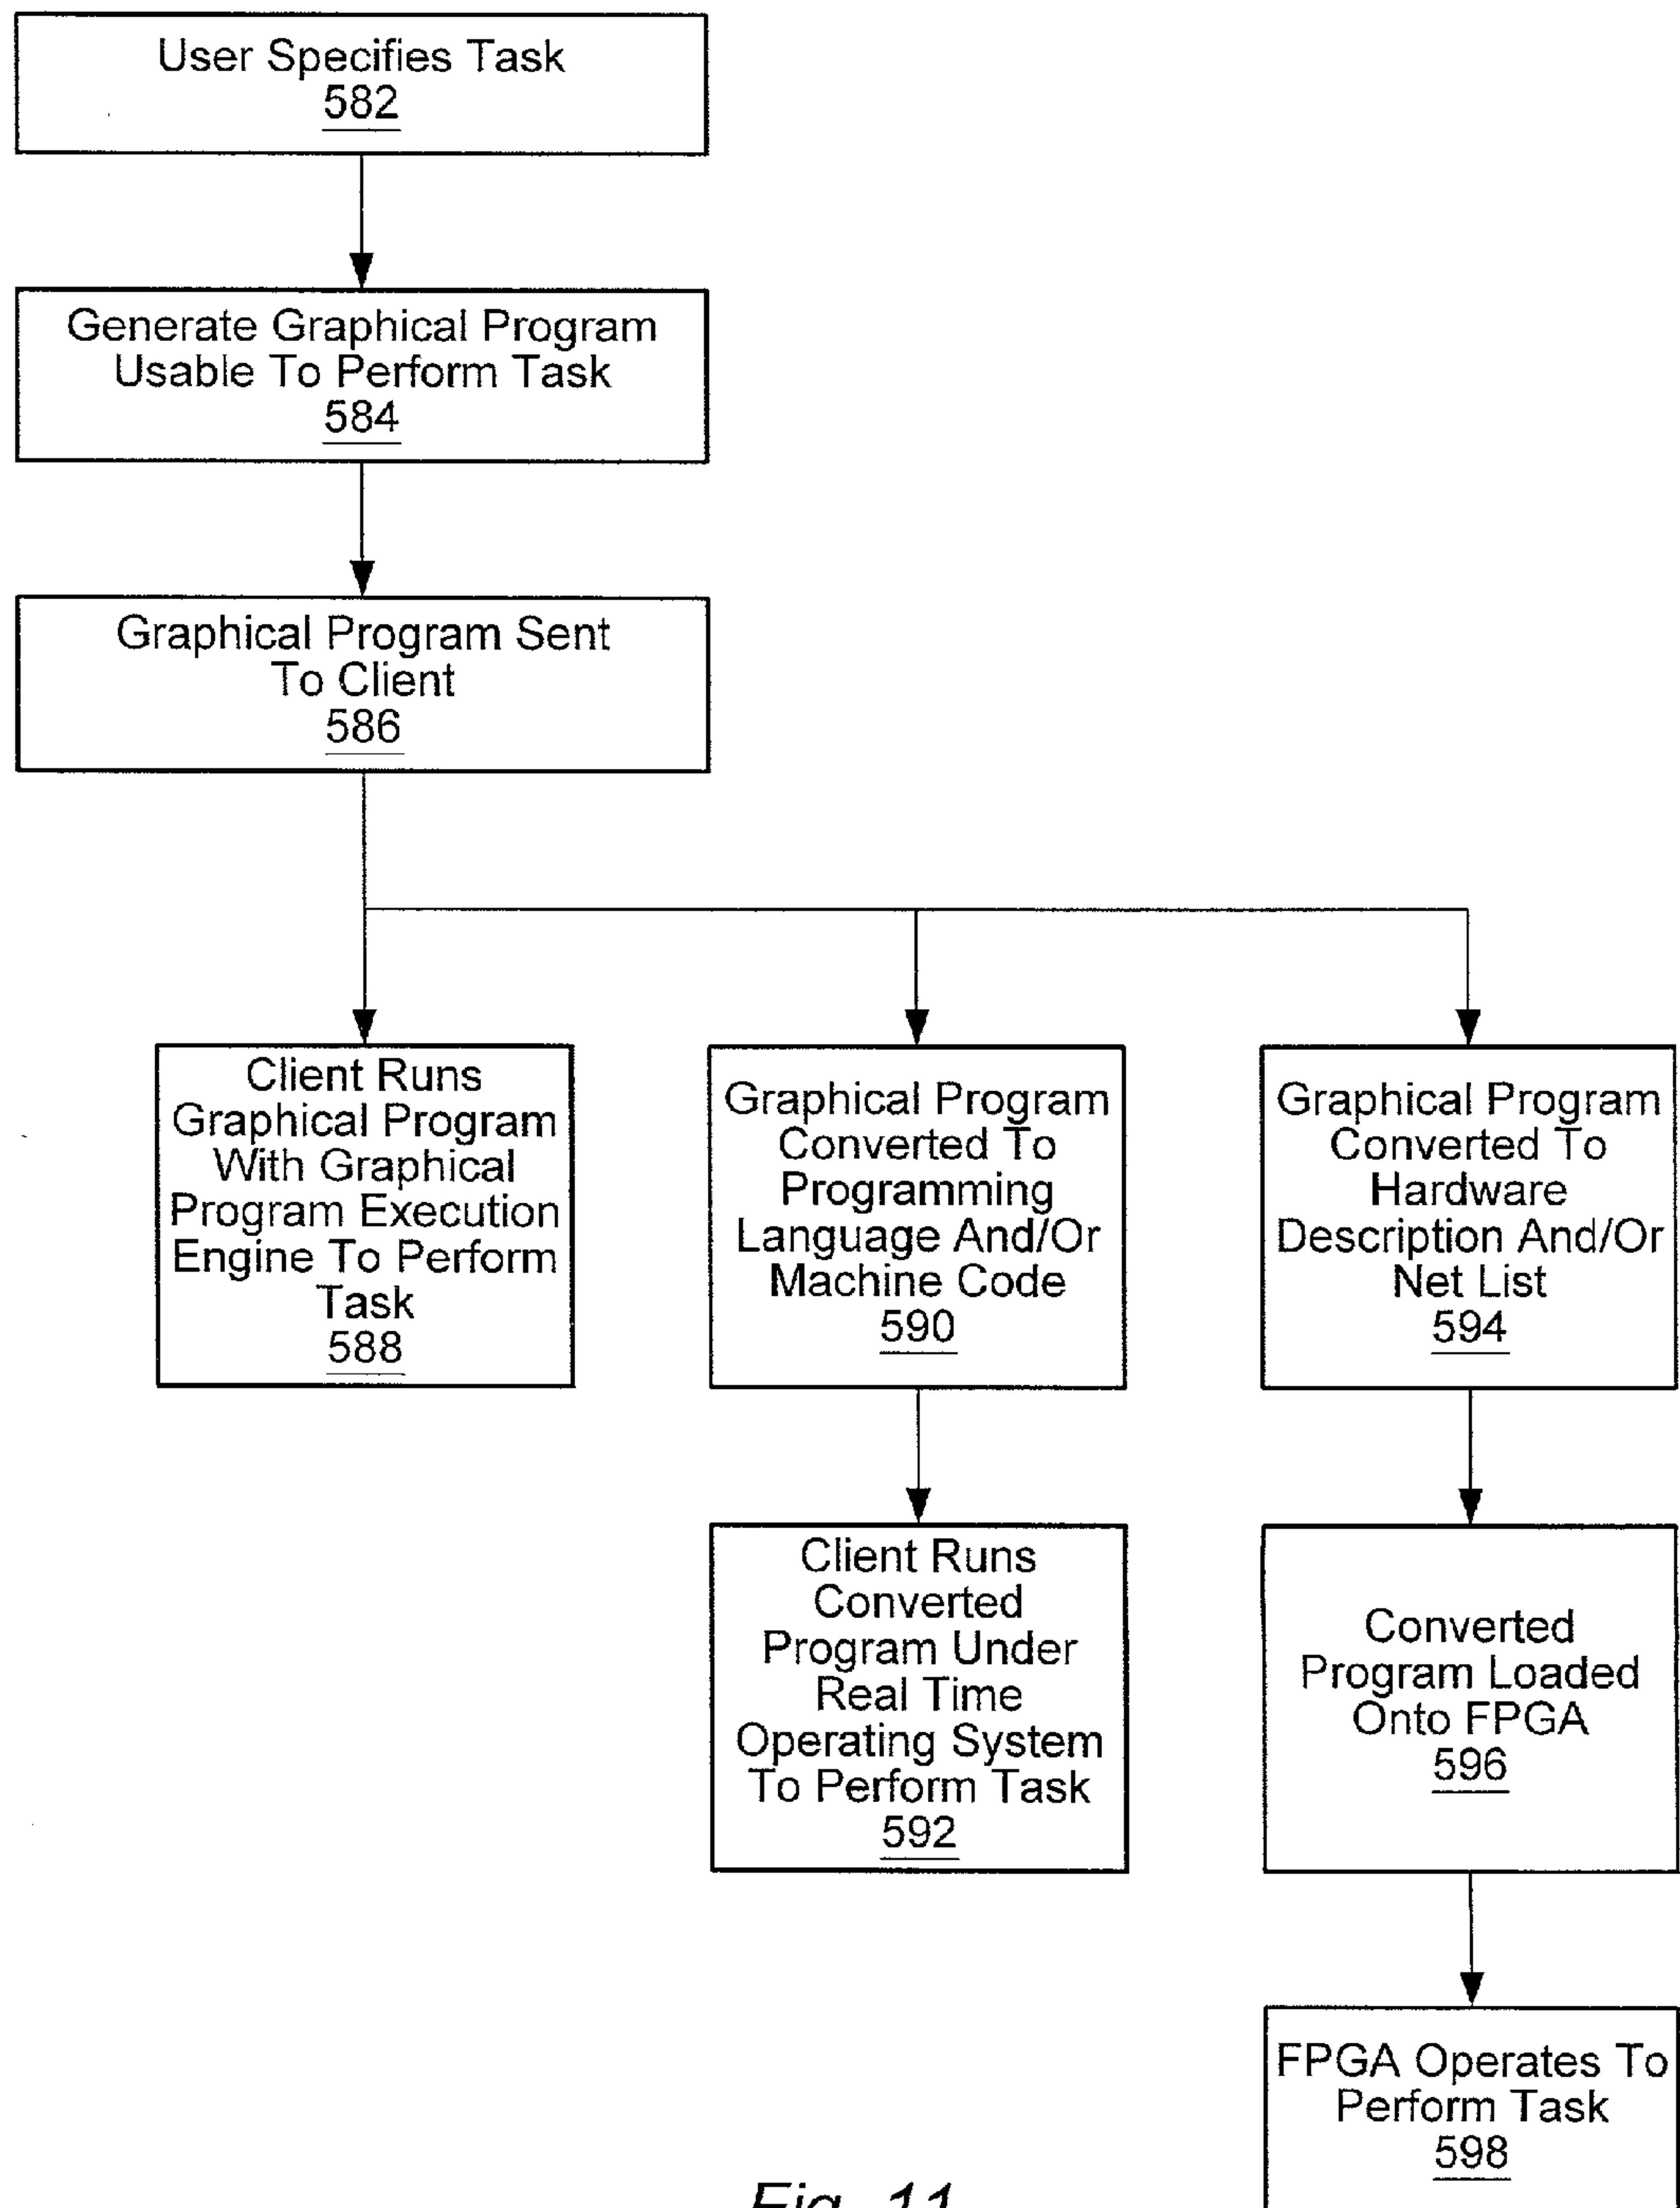 User Specifies Task
582
Generate Graphical Program
Usable To Perform Task
584
Graphical Program Sent
To Client
586
Client Runs
Graphical Program
With Graphical
Program Execution
Engine To Perform
Task
588
Graphical Program
Converted To
Programming
Language And/Or
Machine Code
590
Graphical Program
Converted To
Hardware
Description And/Or
Net List
594
Client Runs
Converted
Program Under
Real Time
Operating System
To Perform Task
592
Converted
Program Loaded
Onto FPGA
596
FPGA Operates To
Perform Task
598
Fig. 11